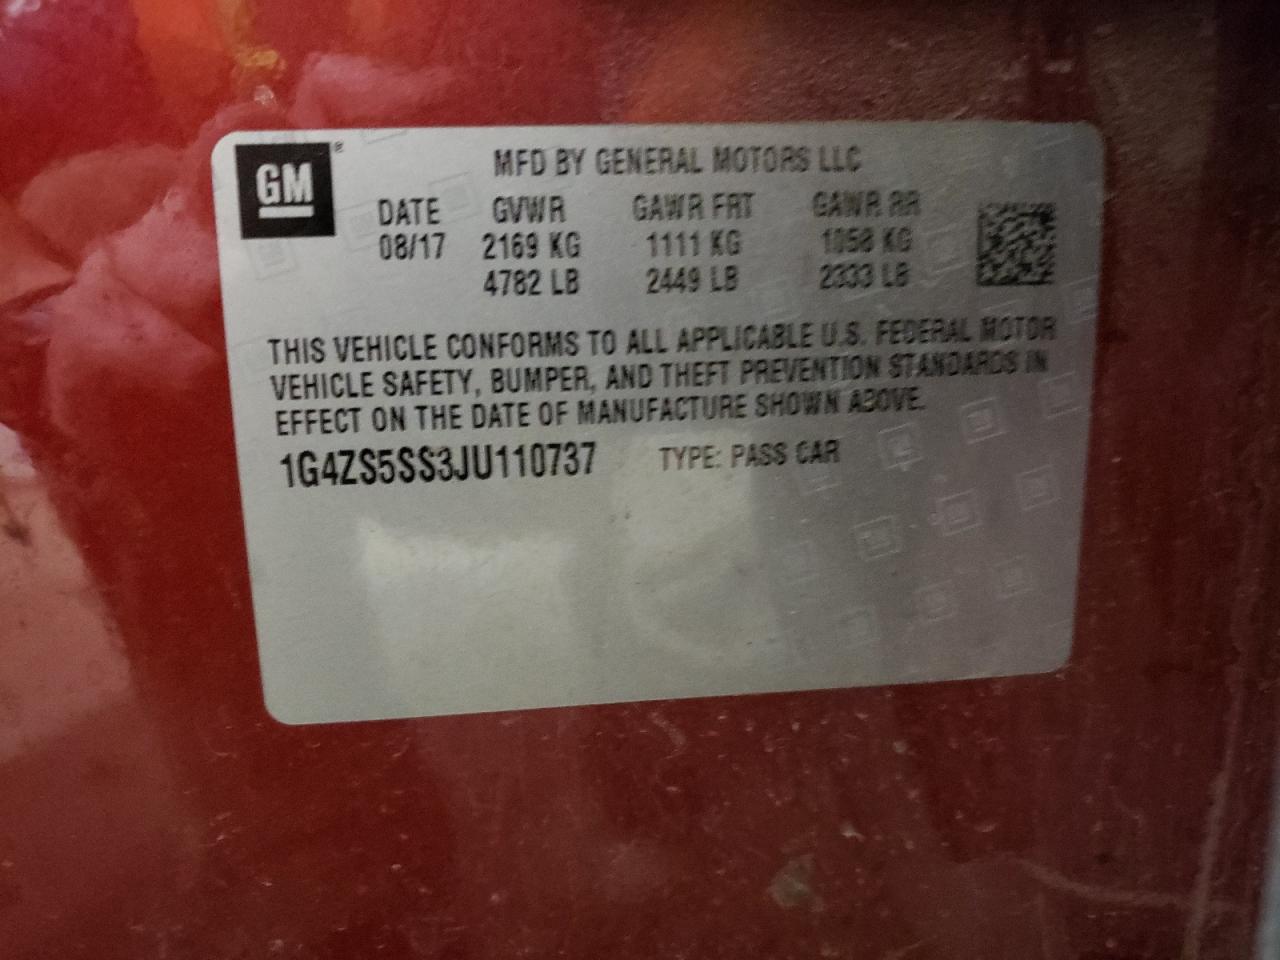 GM®
MFD BY GENERAL MOTORS LLC
DATE GVWR GAWR FRT GAWR RR
08/17 2169 KG 1111 KG 1058 KG
4782 LB 2449 LB 2333 LB
THIS VEHICLE CONFORMS TO ALL APPLICABLE U.S. FEDERAL MOTOR
VEHICLE SAFETY, BUMPER, AND THEFT PREVENTION STANDARDS IN
EFFECT ON THE DATE OF MANUFACTURE SHOWN ABOVE.
1G4ZS5SS3JU110737 TYPE: PASS CAR